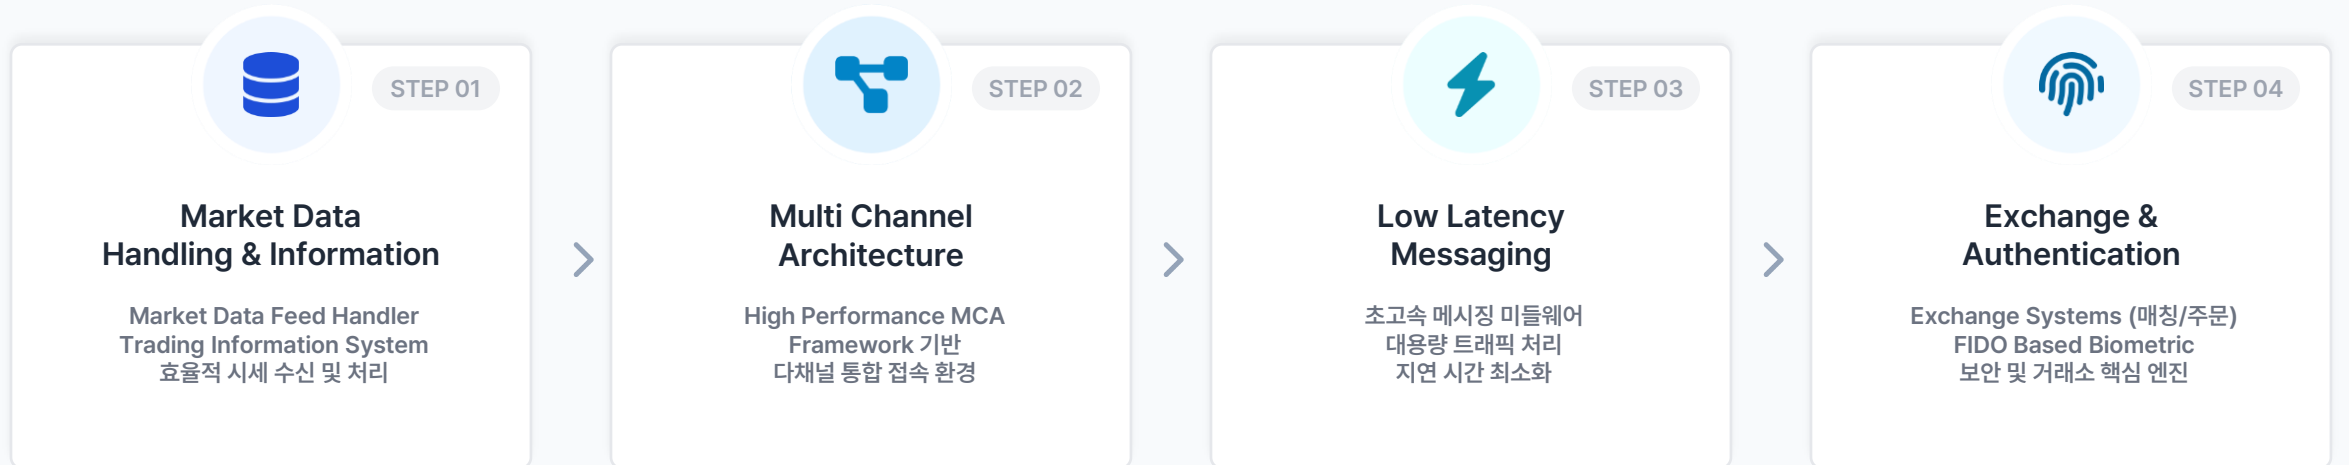 STEP 01
Market Data
Handling & Information
Market Data Feed Handler
Trading Information System
효율적 시세 수신 및 처리
STEP 02
Multi Channel
Architecture
High Performance MCA
Framework 기반
다채널 통합 접속 환경
STEP 03
Low Latency
Messaging
초고속 메시징 미들웨어
대용량 트래픽 처리
지연 시간 최소화
STEP 04
Exchange &
Authentication
Exchange Systems (매칭/주문)
FIDO Based Biometric
보안 및 거래소 핵심 엔진